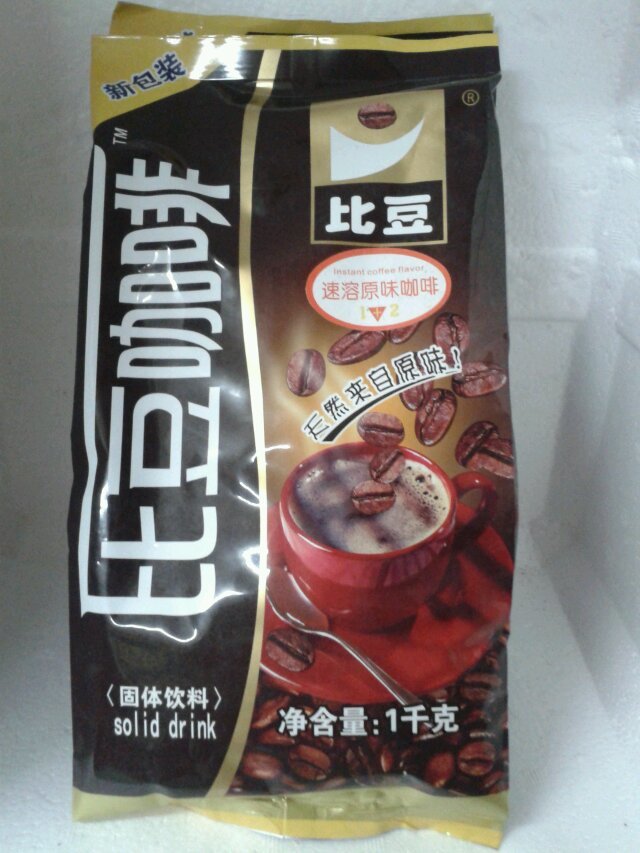 新包装
比豆咖啡
TM
®
比豆
Instant coffee flavor
速溶原味咖啡
1+2
天然来自原味!
〈固体饮料〉
solid drink
净含量:1千克